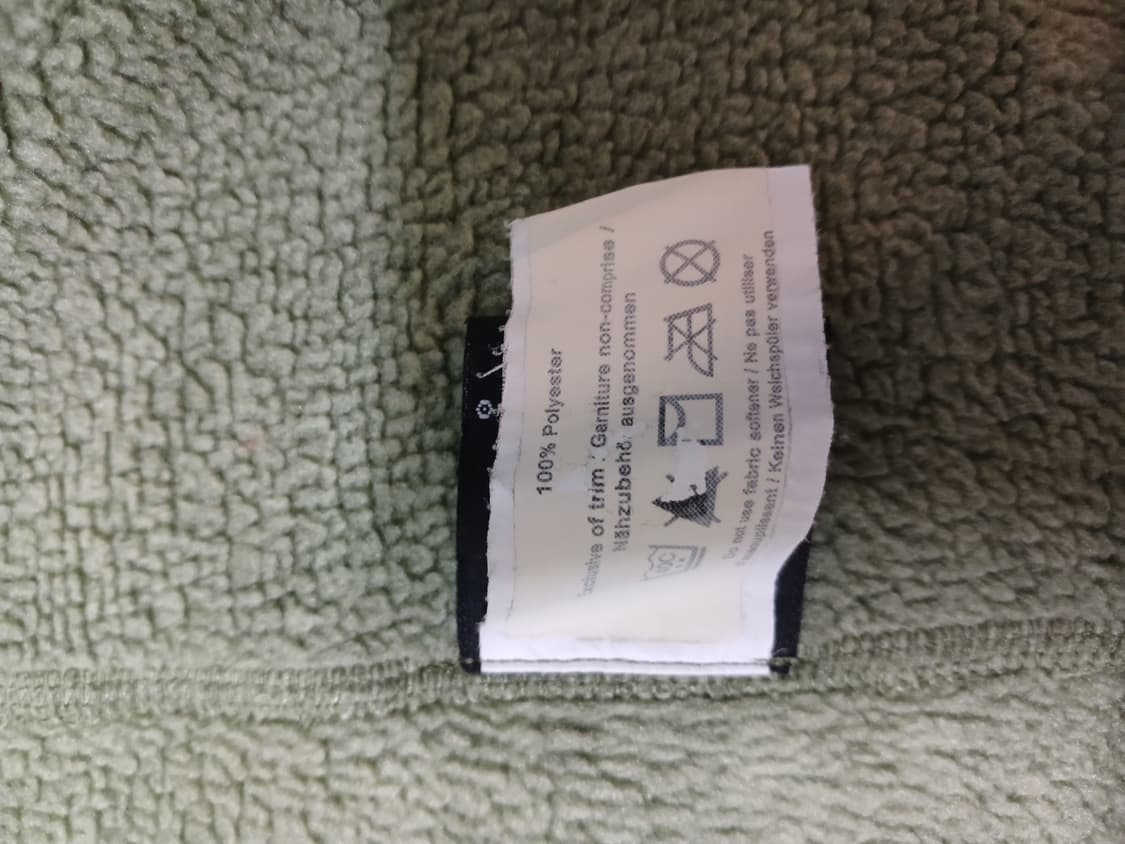 100% Polyester
Exclusive of trim / Garniture non-comprise /
Nähzubehör ausgenommen
Do not use fabric softener / Ne pas utiliser
d'assouplissant / Keinen Weichspüler verwenden